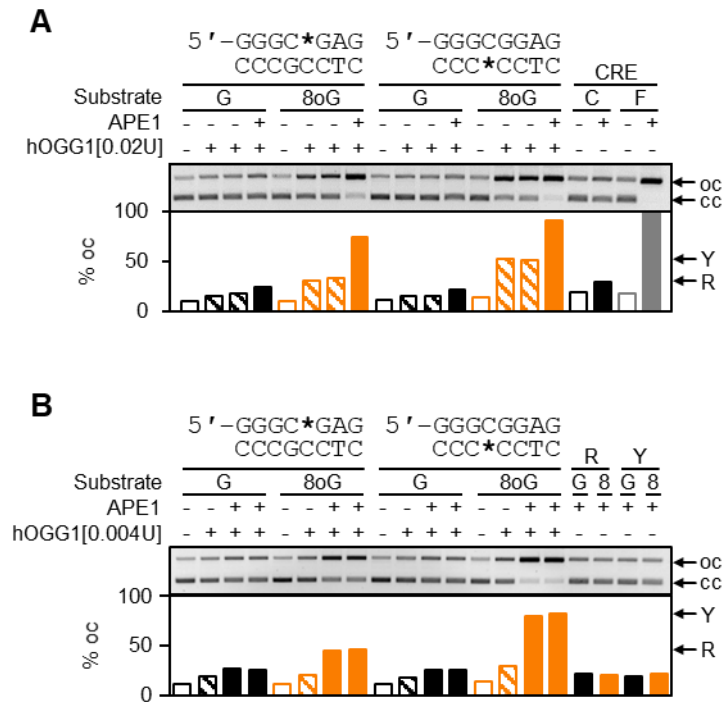 A
5′-GGGC*GAG 5′-GGGCGGAG
CCCGCCTC CCC*CCTC
CRE
Substrate G 8oG G 8oG C F
APE1 - - - + - - - + - - - + - - - + - + - +
hOGG1[0.02U] - + + + - + + + - + + + - + + +
oc
cc
100
50
0
% oc
Y
R
B
5′-GGGC*GAG 5′-GGGCGGAG
CCCGCCTC CCC*CCTC
R Y
Substrate G 8oG G 8oG G 8 G 8
APE1 - - + + - - + + - - + + - - + + + + + +
hOGG1[0.004U] - + + + - + + + - + + + - + + +
oc
cc
100
50
0
% oc
Y
R